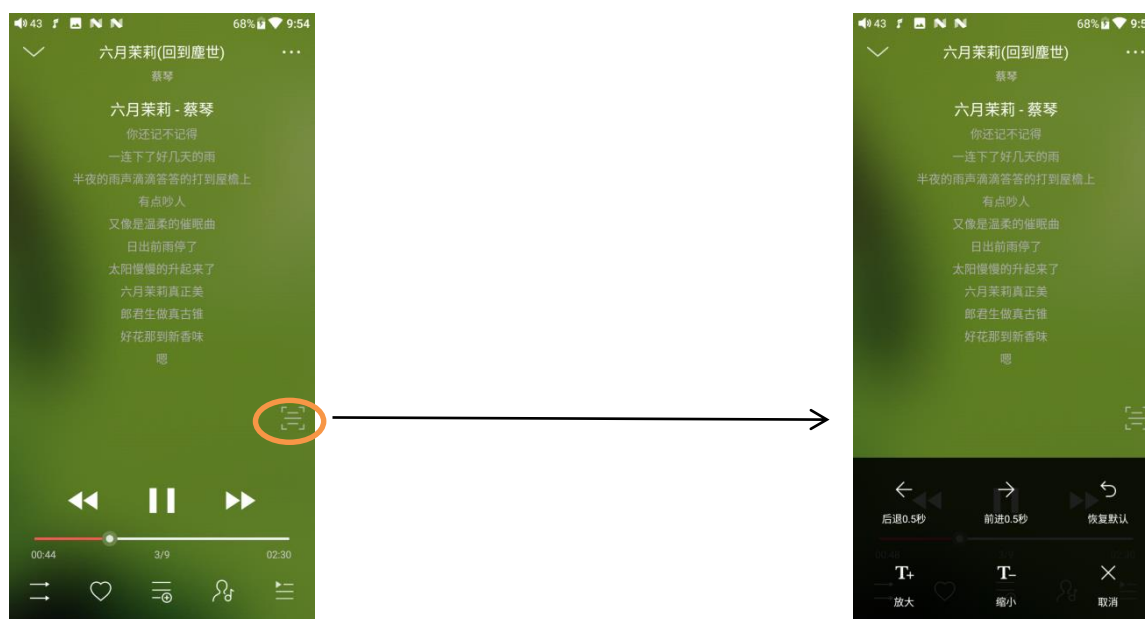 43 68% 9:54
六月茉莉(回到塵世)
蔡琴
六月茉莉 - 蔡琴
你还记不记得
一连下了好几天的雨
半夜的雨声滴滴答答的打到屋檐上
有点吵人
又像是温柔的催眠曲
日出前雨停了
太阳慢慢的升起来了
六月茉莉真正美
郎君生做真古锥
好花那到新香味
嗯
00:44 3/9 02:30
43 68% 9:5
六月茉莉(回到塵世)
蔡琴
六月茉莉 - 蔡琴
你还记不记得
一连下了好几天的雨
半夜的雨声滴滴答答的打到屋檐上
有点吵人
又像是温柔的催眠曲
日出前雨停了
太阳慢慢的升起来了
六月茉莉真正美
郎君生做真古锥
好花那到新香味
嗯
后退0.5秒 前进0.5秒 恢复默认
T+ T-
放大 缩小 取消